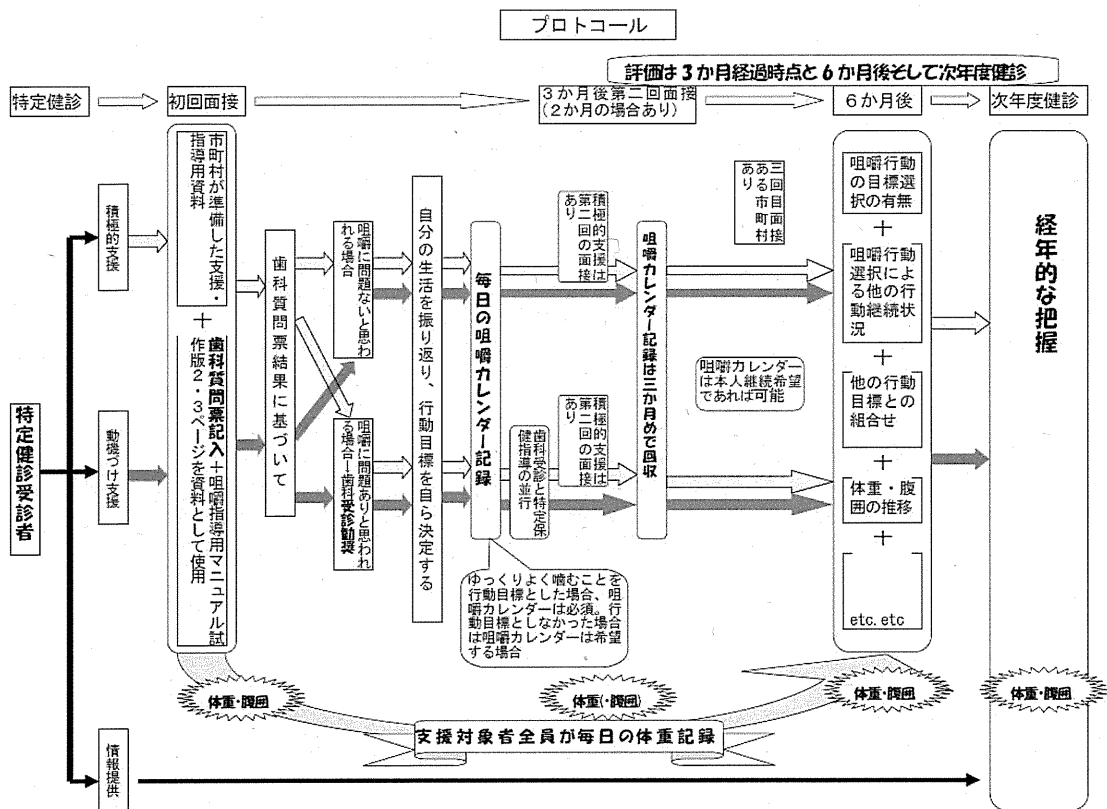 プロトコール
評価は3か月経過時点と6か月後そして次年度健診
特定健診
初回面接
3か月後第二回面接
(2か月の場合あり)
6か月後
次年度健診
特定健診受診者
積極的支援
動機づけ支援
情報提供
市町村が準備した支援・
指導用資料
+
歯科質問票記入+咀嚼指導用マニュアル試
作版2・3ページを資料として使用
歯科質問票結果に基づいて
咀嚼に問題ないと思わ
れる場合
咀嚼に問題ありと思われ
る場合→歯科受診勧奨
自分の生活を振り返り、行動目標を自ら決定する
毎日の咀嚼カレンダー記録
積極的支援は
第二回の面接
あり
歯科受診と特定保
健指導の並行
積極的支援は
第二回の面接
あり
咀嚼カレンダー記録は三か月めで回収
三回目面接
ある市町村
あり
咀嚼カレンダー
は本人継続希望
であれば可能
ゆっくりよく噛むことを
行動目標とした場合、咀
嚼カレンダーは必須。行
動目標としなかった場合
は咀嚼カレンダーは希望
する場合
咀嚼行動
の目標選
択の有無
+
咀嚼行動
選択によ
る他の行
動継続状
況
+
他の行動
目標との
組合せ
+
体重・腹
囲の推移
+
etc. etc
経年的な把握
体重・腹囲
体重(・腹囲)
体重・腹囲
体重・腹囲
支援対象者全員が毎日の体重記録